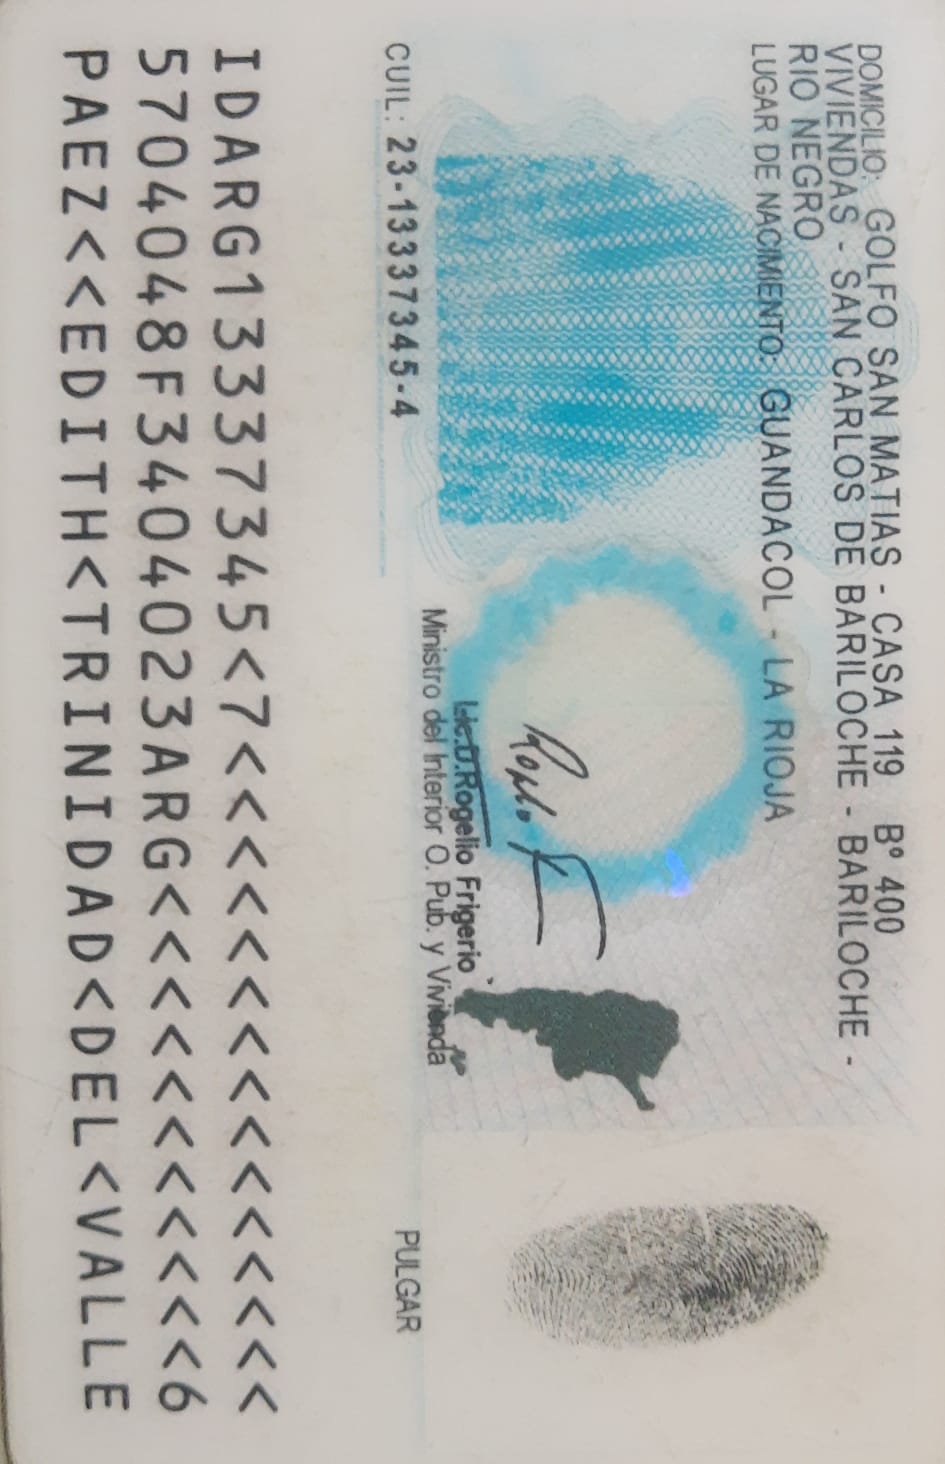 DOMICILIO: GOLFO SAN MATIAS - CASA 119 Bº 400
VIVIENDAS - SAN CARLOS DE BARILOCHE - BARILOCHE -
RIO NEGRO
LUGAR DE NACIMIENTO: GUANDACOL - LA RIOJA
Lic. Rogelio Frigerio
Ministro del Interior O. Pub. y Vivienda
CUIL: 23-13337345-4
PULGAR
IDARG13337345<7<<<<<<<<<<<<<<<
5704048F3404023ARG<<<<<<<<<<<6
PAEZ<<EDITH<TRINIDAD<DEL<VALLE